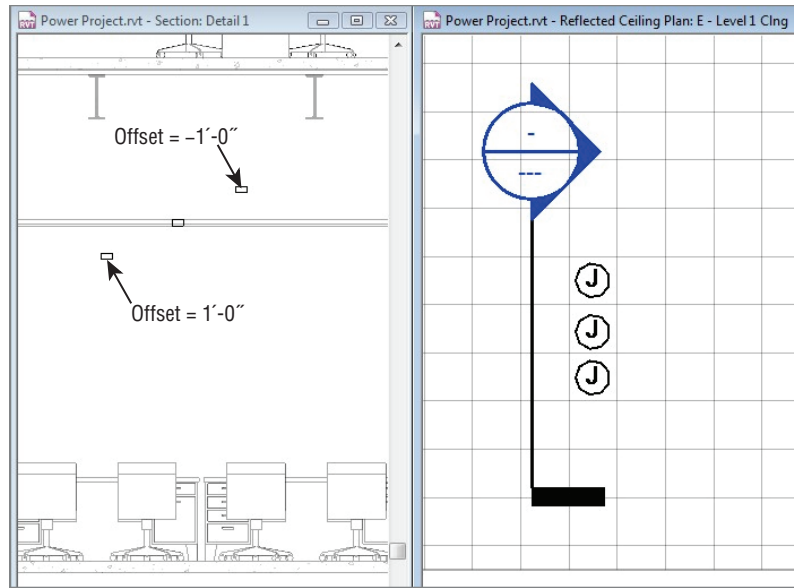 Power Project.rvt - Section: Detail 1
Offset = –1′-0″
Offset = 1′-0″
Power Project.rvt - Reflected Ceiling Plan: E - Level 1 Clng
-
---
J
J
J